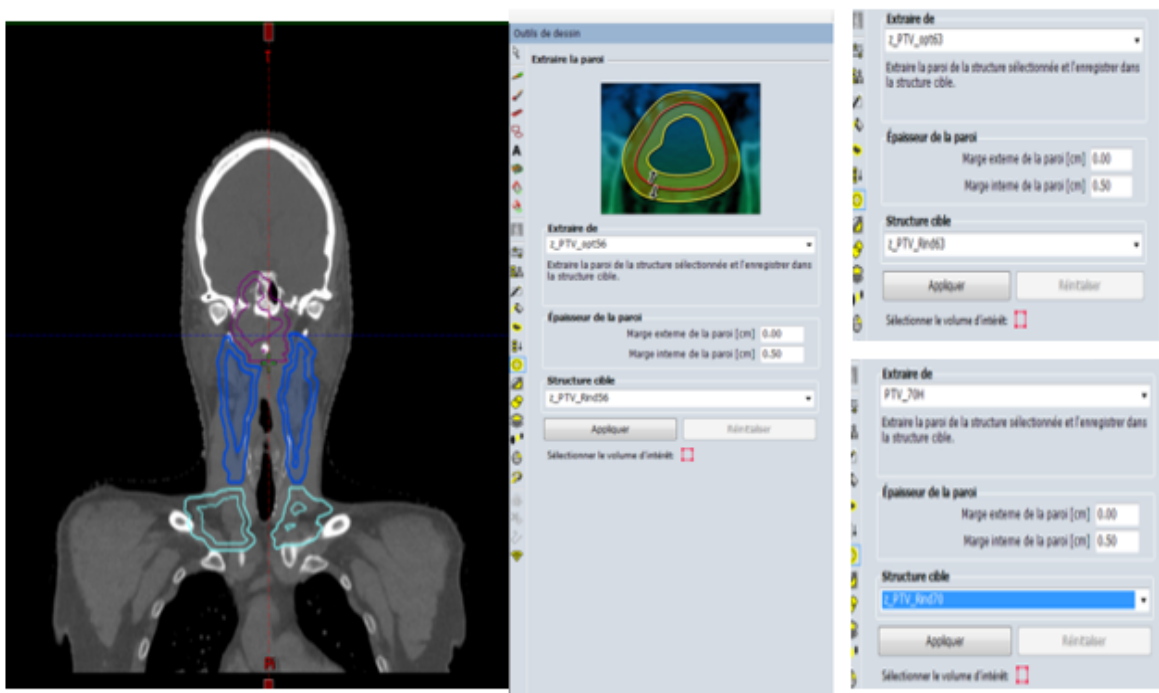 Outils de dessin
Extraire la paroi
Extraire de
z_PTV_opt56
Extraire la paroi de la structure sélectionnée et l'enregistrer dans
la structure cible.
Épaisseur de la paroi
Marge externe de la paroi [cm] 0.00
Marge interne de la paroi [cm] 0.50
Structure cible
z_PTV_Rind56
Appliquer Réinitialiser
Sélectionner le volume d'intérêt:
Extraire de
z_PTV_opt63
Extraire la paroi de la structure sélectionnée et l'enregistrer dans
la structure cible.
Épaisseur de la paroi
Marge externe de la paroi [cm] 0.00
Marge interne de la paroi [cm] 0.50
Structure cible
z_PTV_Rind63
Appliquer Réinitialiser
Sélectionner le volume d'intérêt:
Extraire de
PTV_70H
Extraire la paroi de la structure sélectionnée et l'enregistrer dans
la structure cible.
Épaisseur de la paroi
Marge externe de la paroi [cm] 0.00
Marge interne de la paroi [cm] 0.50
Structure cible
z_PTV_Rind70
Appliquer Réinitialiser
Sélectionner le volume d'intérêt: